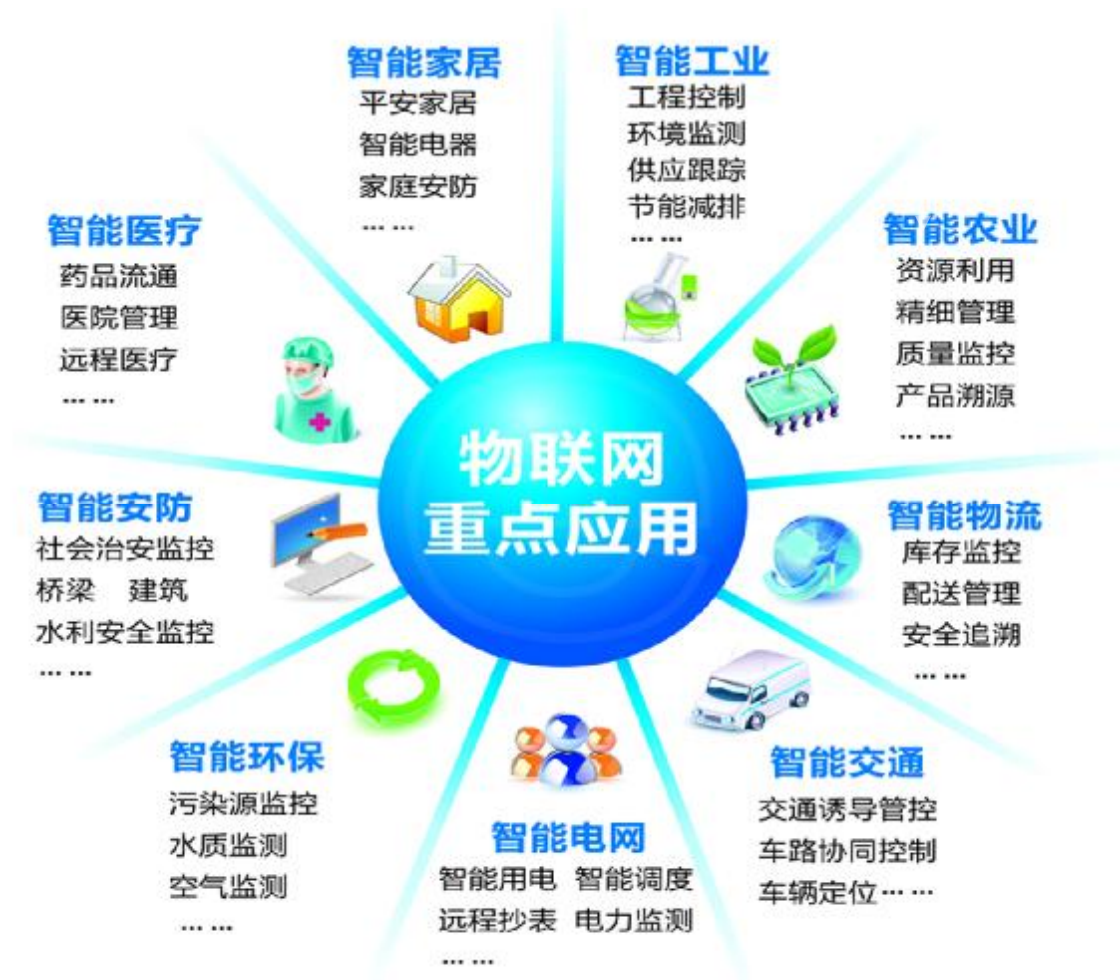 智能家居
平安家居
智能电器
家庭安防
... ...
智能工业
工程控制
环境监测
供应跟踪
节能减排
... ...
智能医疗
药品流通
医院管理
远程医疗
... ...
智能农业
资源利用
精细管理
质量监控
产品溯源
... ...
物联网
重点应用
智能安防
社会治安监控
桥梁 建筑
水利安全监控
... ...
智能物流
库存监控
配送管理
安全追溯
... ...
智能环保
污染源监控
水质监测
空气监测
... ...
智能电网
智能用电 智能调度
远程抄表 电力监测
... ...
智能交通
交通诱导管控
车路协同控制
车辆定位... ...